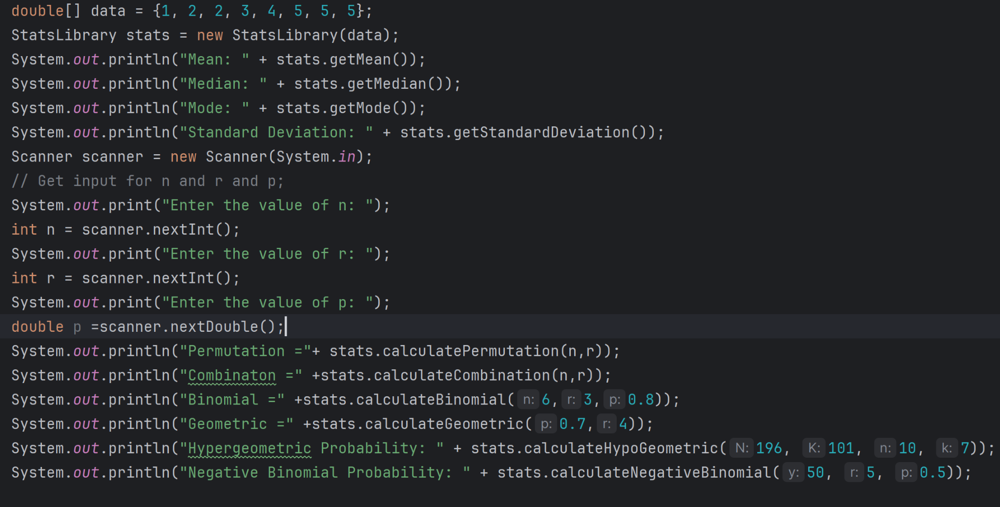 double[] data = {1, 2, 2, 3, 4, 5, 5, 5};
StatsLibrary stats = new StatsLibrary(data);
System.out.println("Mean: " + stats.getMean());
System.out.println("Median: " + stats.getMedian());
System.out.println("Mode: " + stats.getMode());
System.out.println("Standard Deviation: " + stats.getStandardDeviation());
Scanner scanner = new Scanner(System.in);
// Get input for n and r and p;
System.out.print("Enter the value of n: ");
int n = scanner.nextInt();
System.out.print("Enter the value of r: ");
int r = scanner.nextInt();
System.out.print("Enter the value of p: ");
double p =scanner.nextDouble();
System.out.println("Permutation ="+ stats.calculatePermutation(n,r));
System.out.println("Combinaton =" +stats.calculateCombination(n,r));
System.out.println("Binomial =" +stats.calculateBinomial( n: 6, r: 3, p: 0.8));
System.out.println("Geometric =" +stats.calculateGeometric( p: 0.7, r: 4));
System.out.println("Hypergeometric Probability: " + stats.calculateHypoGeometric( N: 196, K: 101, n: 10, k: 7));
System.out.println("Negative Binomial Probability: " + stats.calculateNegativeBinomial( y: 50, r: 5, p: 0.5));